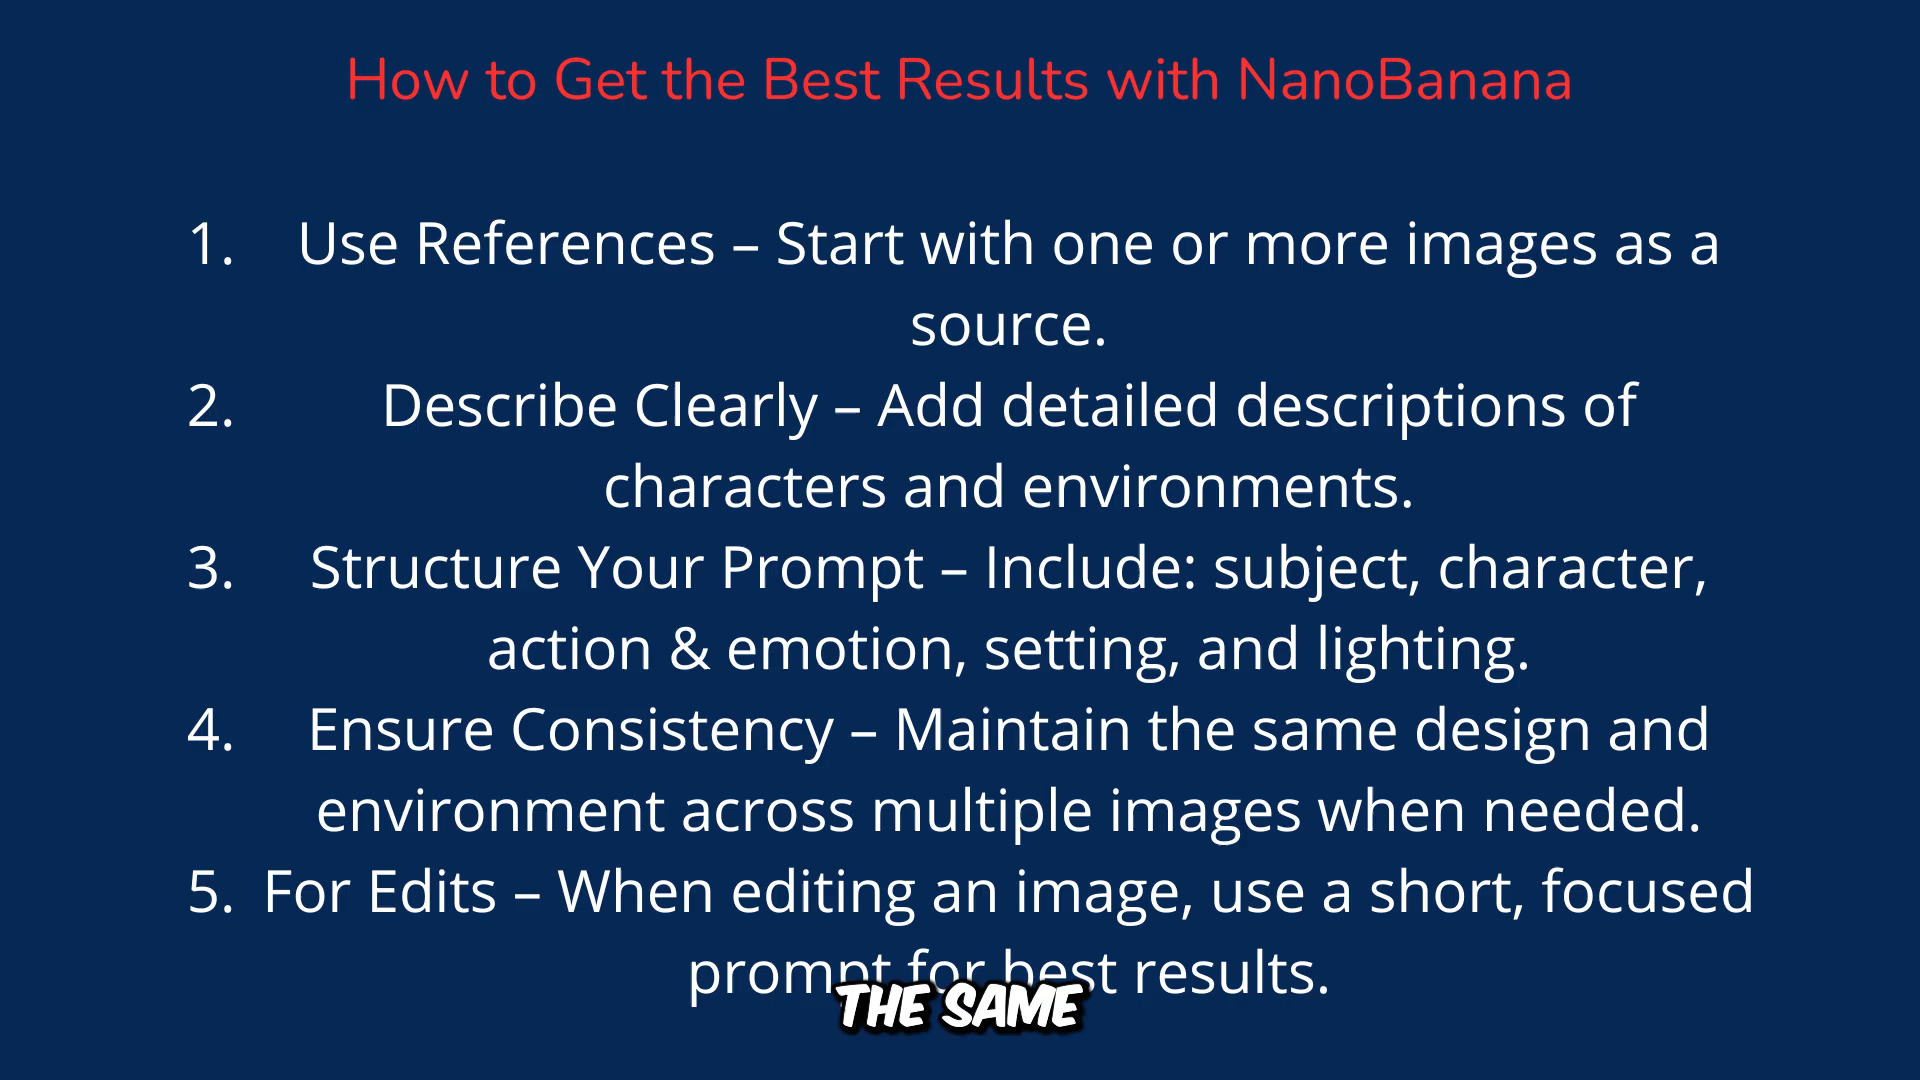 How to Get the Best Results with NanoBanana
1. Use References – Start with one or more images as a
source.
2. Describe Clearly – Add detailed descriptions of
characters and environments.
3. Structure Your Prompt – Include: subject, character,
action & emotion, setting, and lighting.
4. Ensure Consistency – Maintain the same design and
environment across multiple images when needed.
5. For Edits – When editing an image, use a short, focused
prompt for best results.
THE SAME